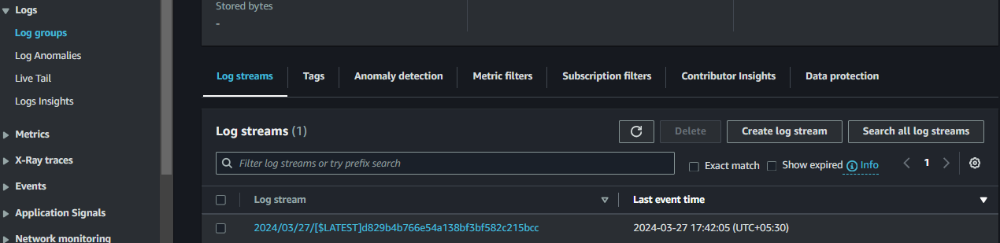 Logs
Log groups
Log Anomalies
Live Tail
Logs Insights
Metrics
X-Ray traces
Events
Application Signals
Network monitoring
Stored bytes
-
Log streams
Tags
Anomaly detection
Metric filters
Subscription filters
Contributor Insights
Data protection
Log streams (1)
Delete
Create log stream
Search all log streams
Filter log streams or try prefix search
Exact match
Show expired
Info
1
Log stream
Last event time
2024/03/27/[$LATEST]d829b4b766e54a138bf3bf582c215bcc
2024-03-27 17:42:05 (UTC+05:30)